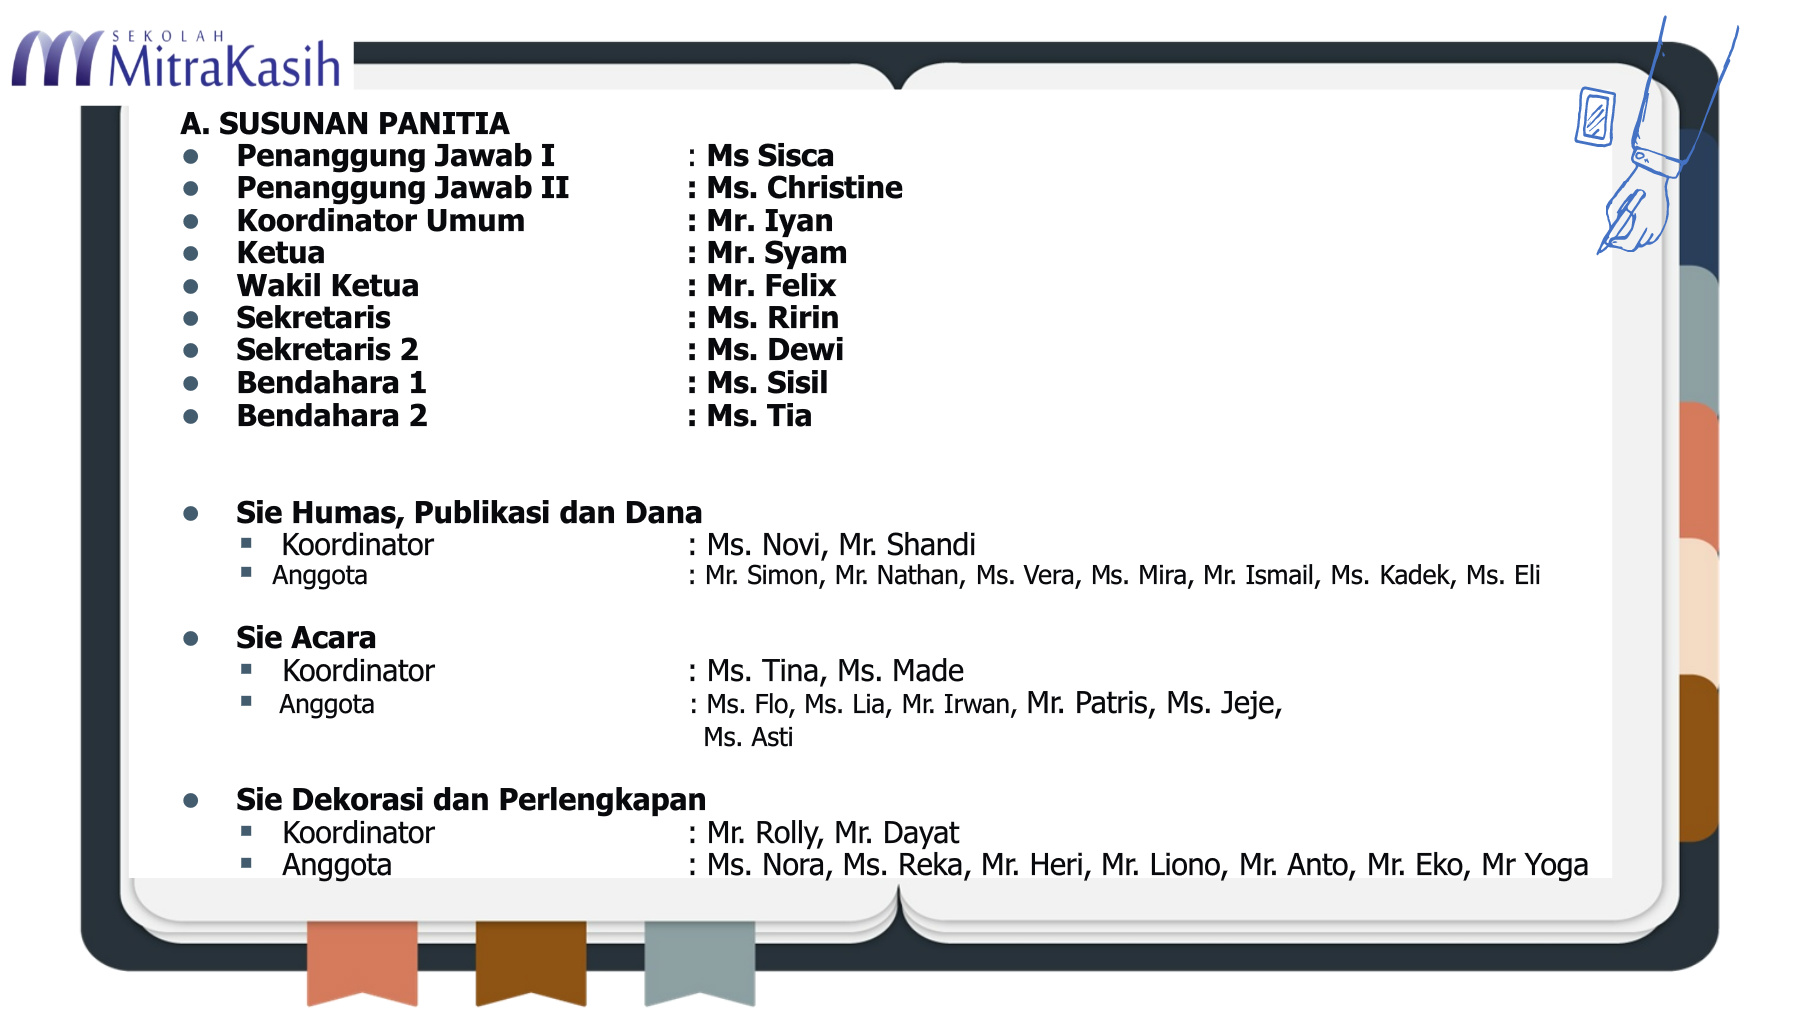 SEKOLAH
MitraKasih
A. SUSUNAN PANITIA
● Penanggung Jawab I : Ms Sisca
● Penanggung Jawab II : Ms. Christine
● Koordinator Umum : Mr. Iyan
● Ketua : Mr. Syam
● Wakil Ketua : Mr. Felix
● Sekretaris : Ms. Ririn
● Sekretaris 2 : Ms. Dewi
● Bendahara 1 : Ms. Sisil
● Bendahara 2 : Ms. Tia
● Sie Humas, Publikasi dan Dana
▪ Koordinator : Ms. Novi, Mr. Shandi
▪ Anggota : Mr. Simon, Mr. Nathan, Ms. Vera, Ms. Mira, Mr. Ismail, Ms. Kadek, Ms. Eli
● Sie Acara
▪ Koordinator : Ms. Tina, Ms. Made
▪ Anggota : Ms. Flo, Ms. Lia, Mr. Irwan, Mr. Patris, Ms. Jeje,
Ms. Asti
● Sie Dekorasi dan Perlengkapan
▪ Koordinator : Mr. Rolly, Mr. Dayat
▪ Anggota : Ms. Nora, Ms. Reka, Mr. Heri, Mr. Liono, Mr. Anto, Mr. Eko, Mr Yoga